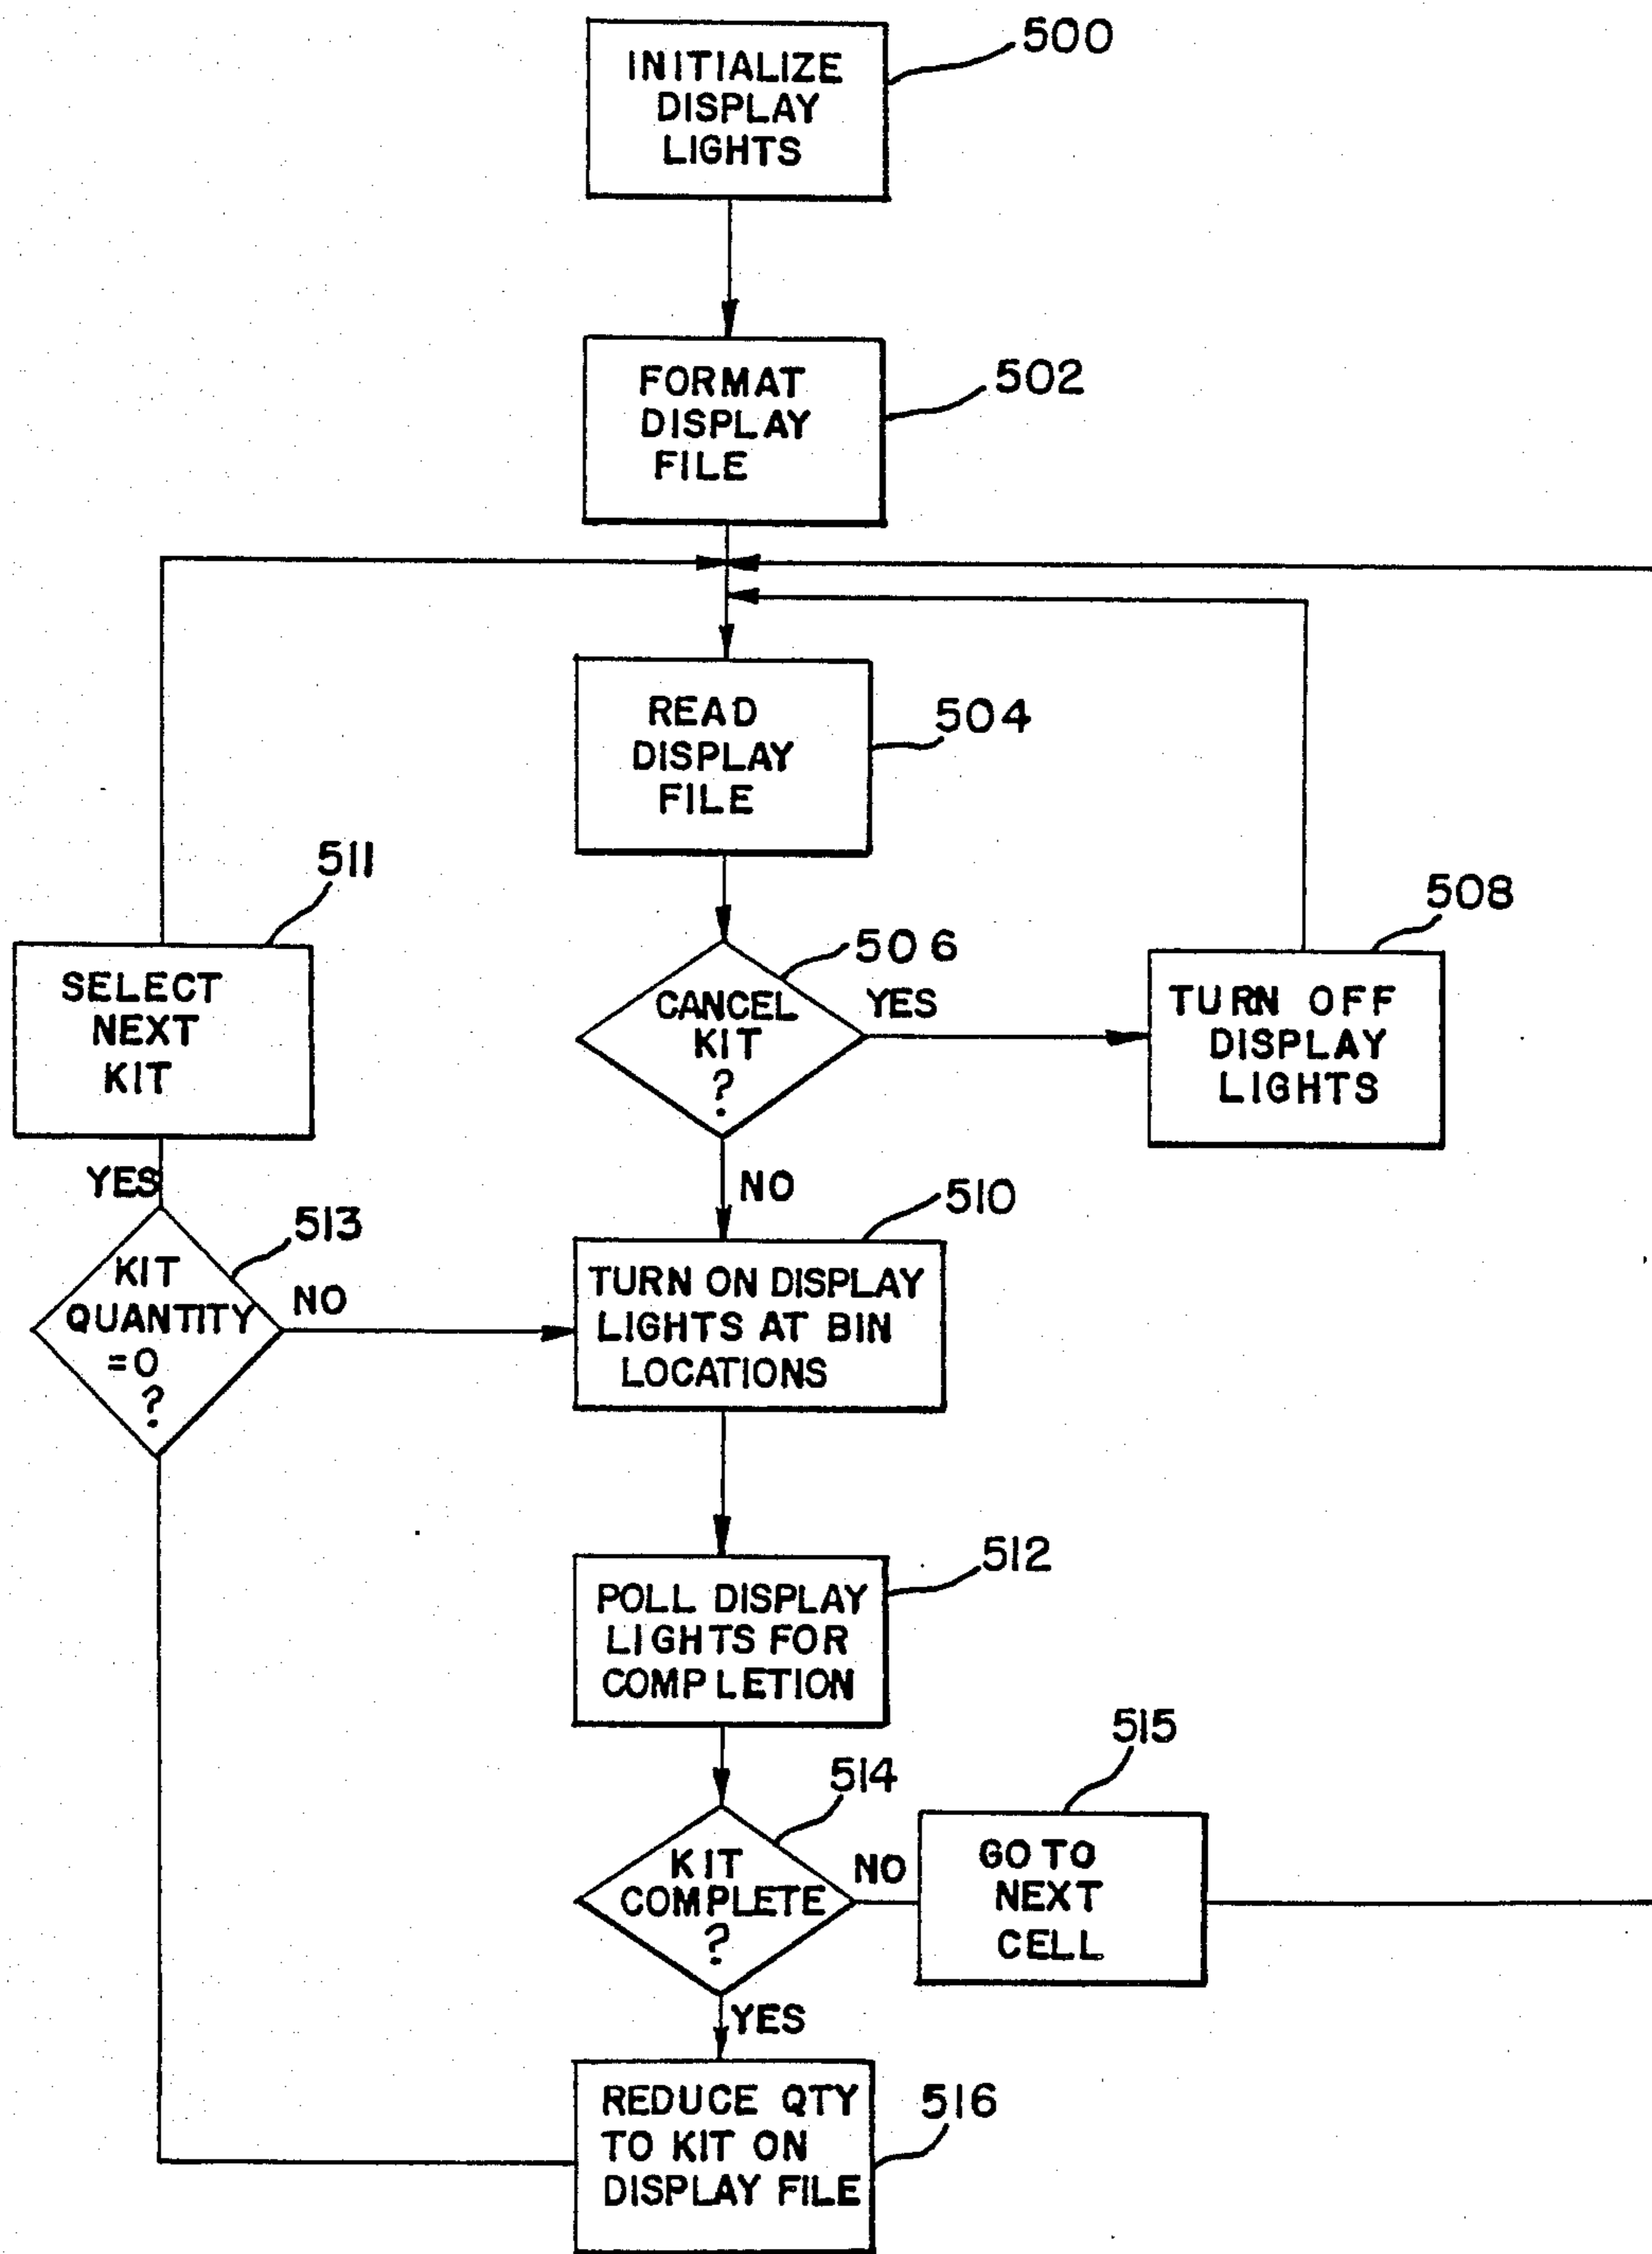 500
INITIALIZE
DISPLAY
LIGHTS
502
FORMAT
DISPLAY
FILE
504
READ
DISPLAY
FILE
511
SELECT
NEXT
KIT
506
CANCEL
KIT
?
YES
508
TURN OFF
DISPLAY
LIGHTS
YES
NO
513
KIT
QUANTITY
=0
?
NO
510
TURN ON DISPLAY
LIGHTS AT BIN
LOCATIONS
512
POLL DISPLAY
LIGHTS FOR
COMPLETION
514
KIT
COMPLETE
?
NO
515
GO TO
NEXT
CELL
YES
516
REDUCE QTY
TO KIT ON
DISPLAY FILE